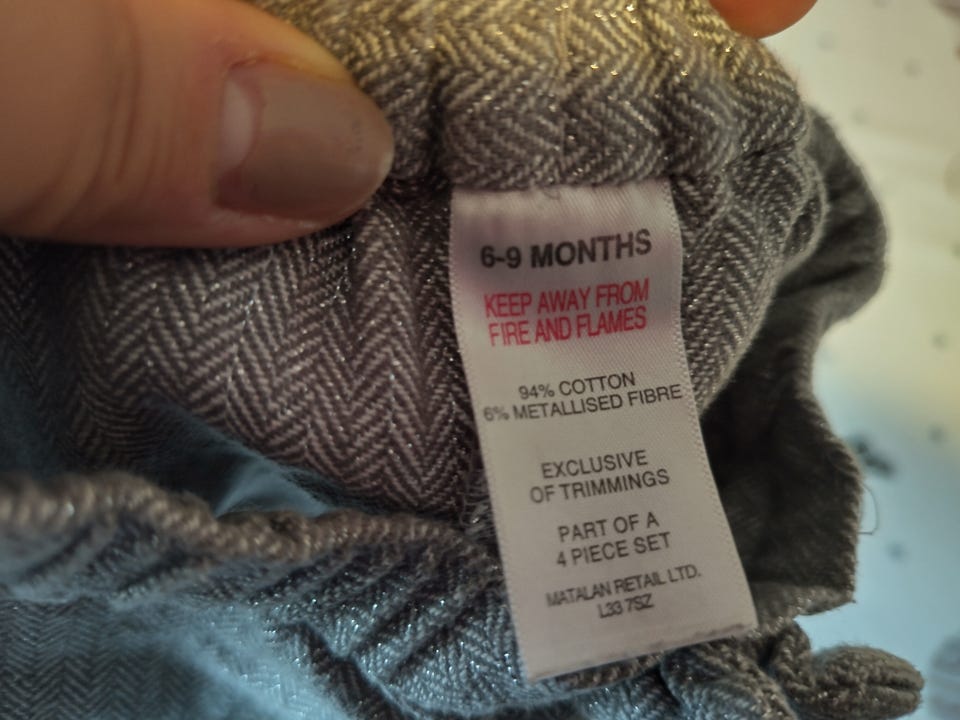 6-9 MONTHS
KEEP AWAY FROM
FIRE AND FLAMES
94% COTTON
6% METALLISED FIBRE
EXCLUSIVE
OF TRIMMINGS
PART OF A
4 PIECE SET
MATALAN RETAIL LTD.
L33 7SZ